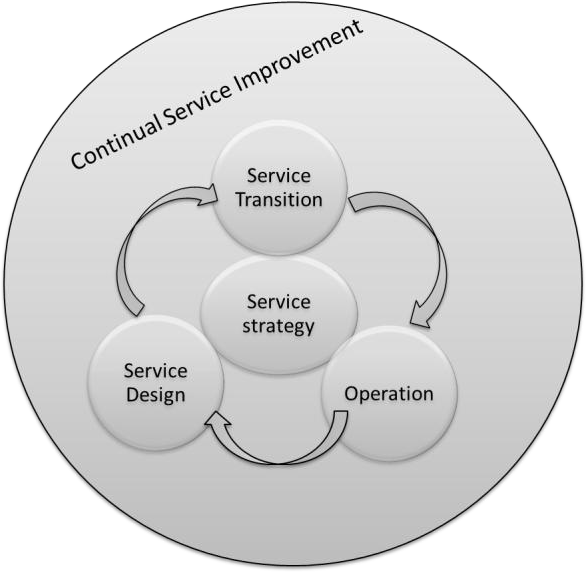 Continual Service Improvement
Service
Transition
Service
strategy
Service
Design
Operation